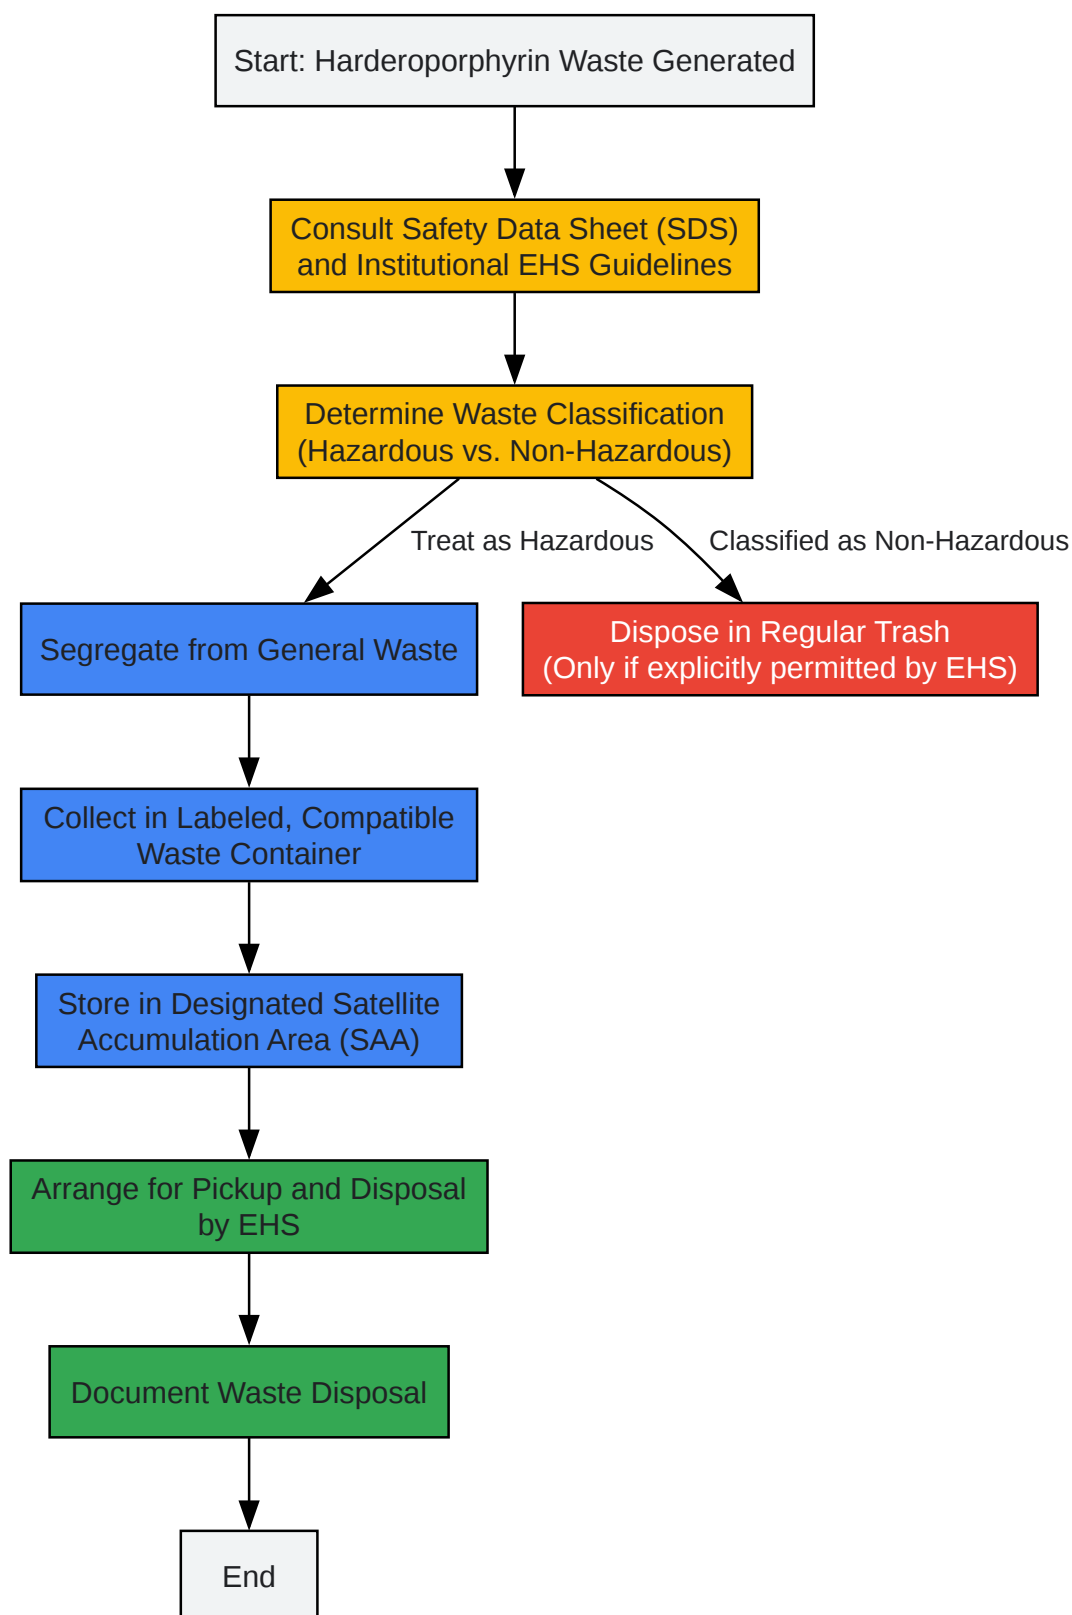 Start: Harderoporphyrin Waste Generated
Consult Safety Data Sheet (SDS)
and Institutional EHS Guidelines
Determine Waste Classification
(Hazardous vs. Non-Hazardous)
Treat as Hazardous
Classified as Non-Hazardous
Segregate from General Waste
Dispose in Regular Trash
(Only if explicitly permitted by EHS)
Collect in Labeled, Compatible
Waste Container
Store in Designated Satellite
Accumulation Area (SAA)
Arrange for Pickup and Disposal
by EHS
Document Waste Disposal
End